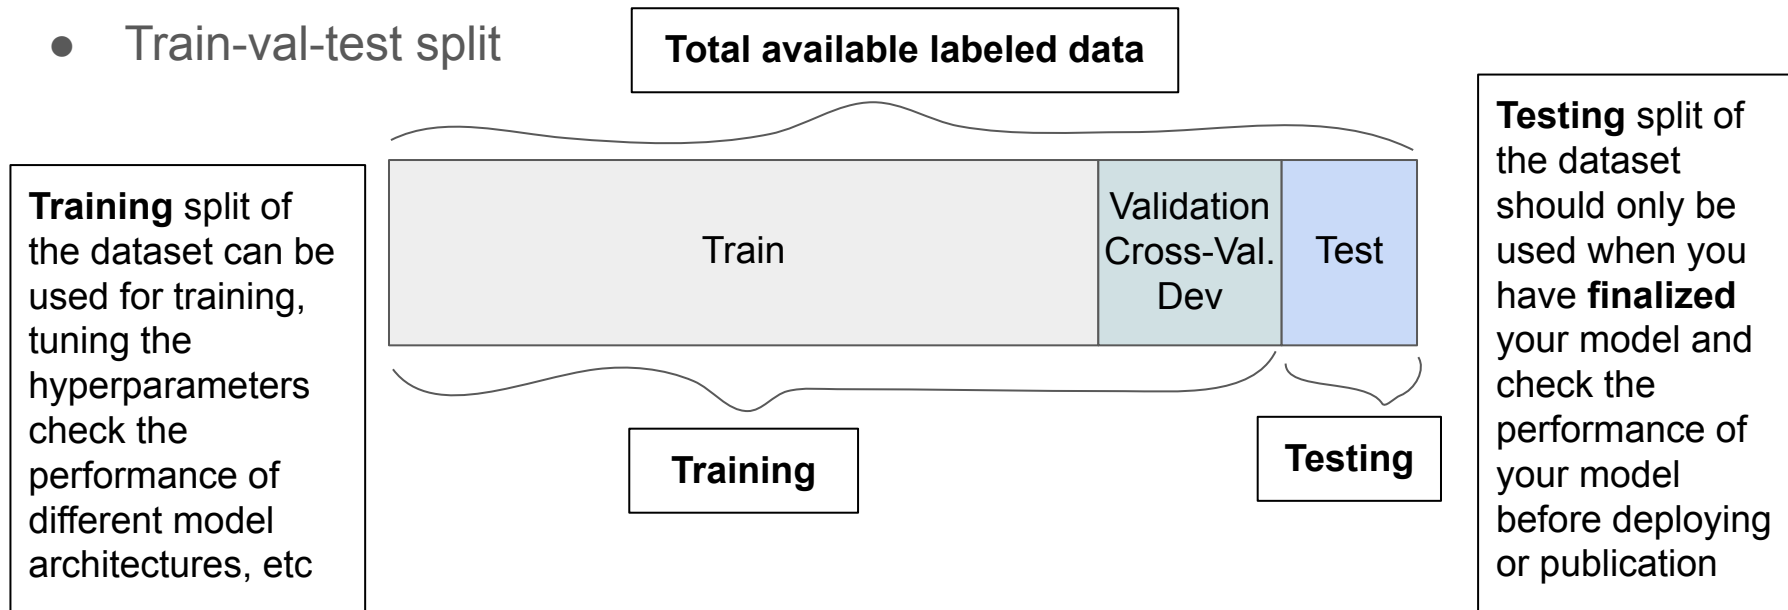 ● Train-val-test split
Total available labeled data
Training split of
the dataset can be
used for training,
tuning the
hyperparameters
check the
performance of
different model
architectures, etc
Train
Validation
Cross-Val.
Dev
Test
Training
Testing
Testing split of
the dataset
should only be
used when you
have finalized
your model and
check the
performance of
your model
before deploying
or publication